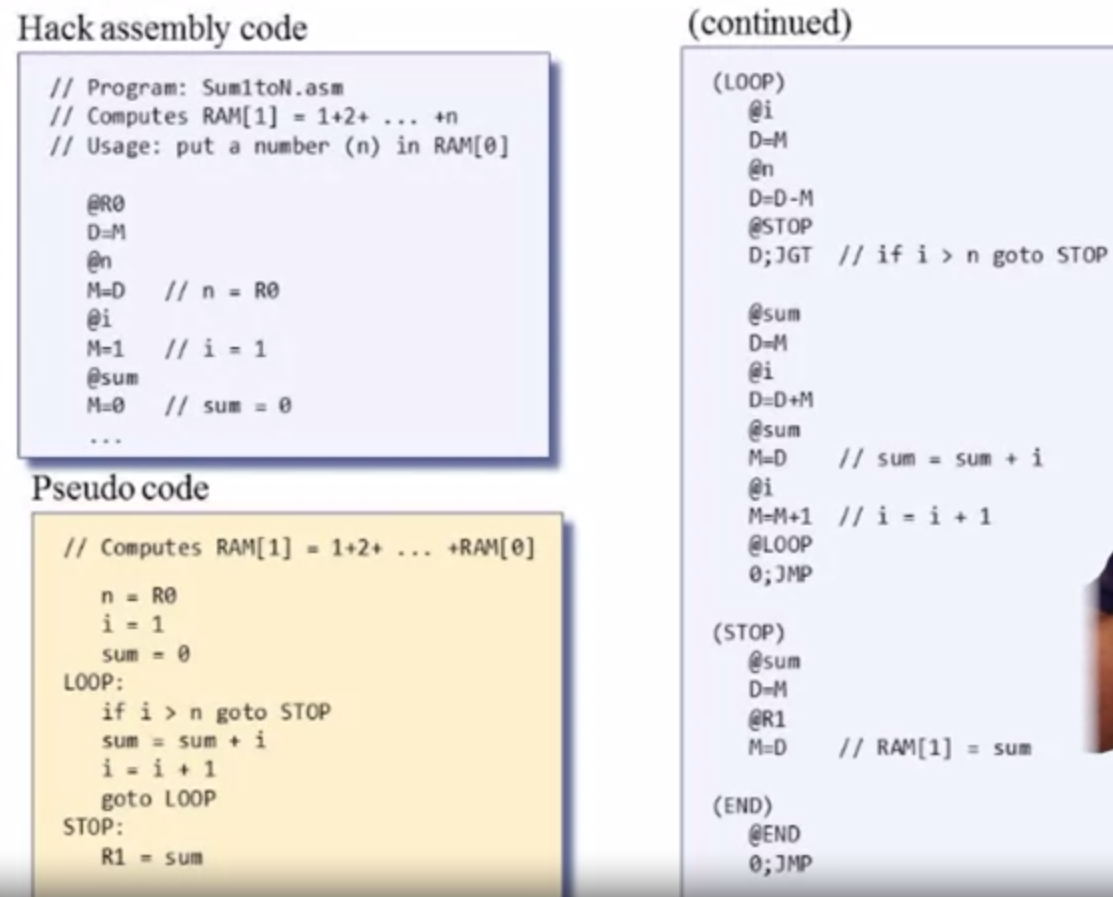 Hack assembly code
// Program: Sum1toN.asm
// Computes RAM[1] = 1+2+ ... +n
// Usage: put a number (n) in RAM[0]
@R0
D=M
@n
M=D // n = R0
@i
M=1 // i = 1
@sum
M=0 // sum = 0
...
Pseudo code
// Computes RAM[1] = 1+2+ ... +RAM[0]
n = R0
i = 1
sum = 0
LOOP:
if i > n goto STOP
sum = sum + i
i = i + 1
goto LOOP
STOP:
R1 = sum
(continued)
(LOOP)
@i
D=M
@n
D=D-M
@STOP
D;JGT // if i > n goto STOP
@sum
D=M
@i
D=D+M
@sum
M=D // sum = sum + i
@i
M=M+1 // i = i + 1
@LOOP
0;JMP
(STOP)
@sum
D=M
@R1
M=D // RAM[1] = sum
(END)
@END
0;JMP